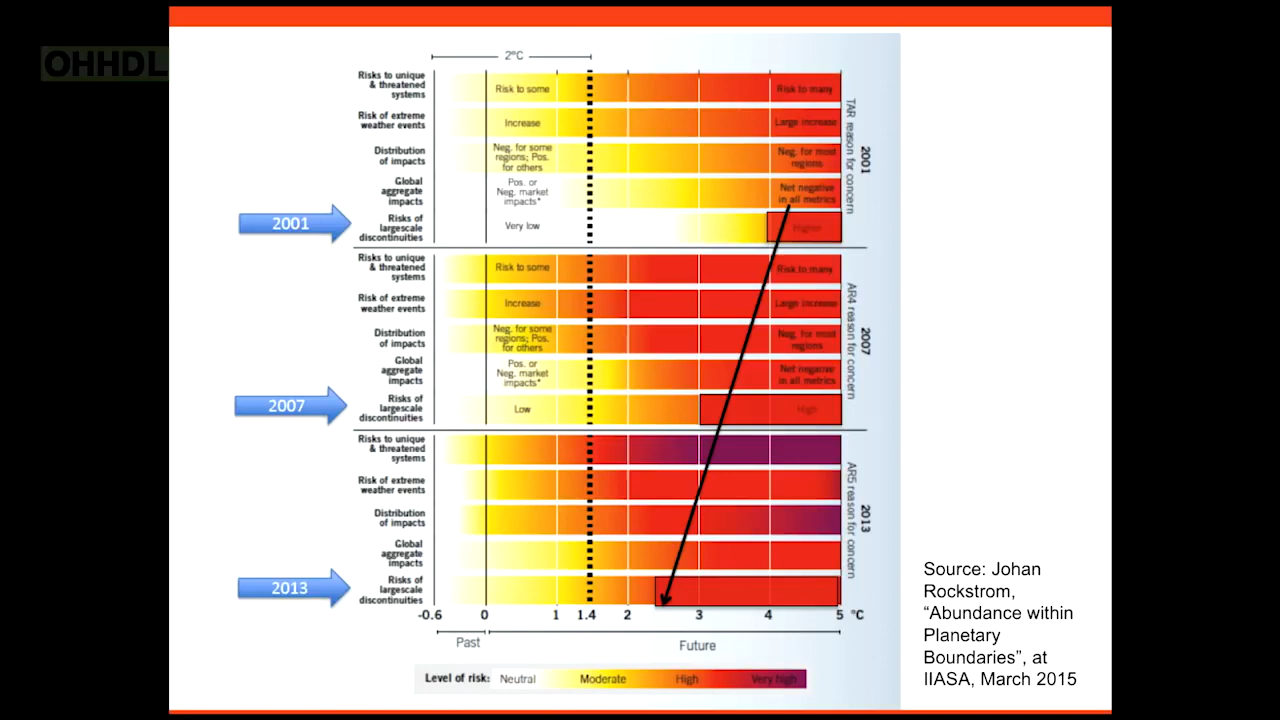 OHHDL
2°C
Risks to unique
& threatened
systems
Risk to some
Risk to many
Risk of extreme
weather events
Increase
Large increase
Distribution
of impacts
Neg. for some
regions; Pos.
for others
Neg. for most
regions
Global
aggregate
impacts
Pos. or
Neg. market
impacts*
Net negative
in all metrics
2001
Risks of
largescale
discontinuities
Very low
Higher
TAR reason for concern
2001
Risks to unique
& threatened
systems
Risk to some
Risk to many
Risk of extreme
weather events
Increase
Large increase
Distribution
of impacts
Neg. for some
regions; Pos.
for others
Neg. for most
regions
Global
aggregate
impacts
Pos. or
Neg. market
impacts*
Net negative
in all metrics
2007
Risks of
largescale
discontinuities
Low
High
AR4 reason for concern
2007
Risks to unique
& threatened
systems
Risk of extreme
weather events
Distribution
of impacts
Global
aggregate
impacts
2013
Risks of
largescale
discontinuities
AR5 reason for concern
2013
-0.6 0 1 1.4 2 3 4 5 °C
Past Future
Level of risk: Neutral Moderate High Very high
Source: Johan
Rockstrom,
“Abundance within
Planetary
Boundaries”, at
IIASA, March 2015